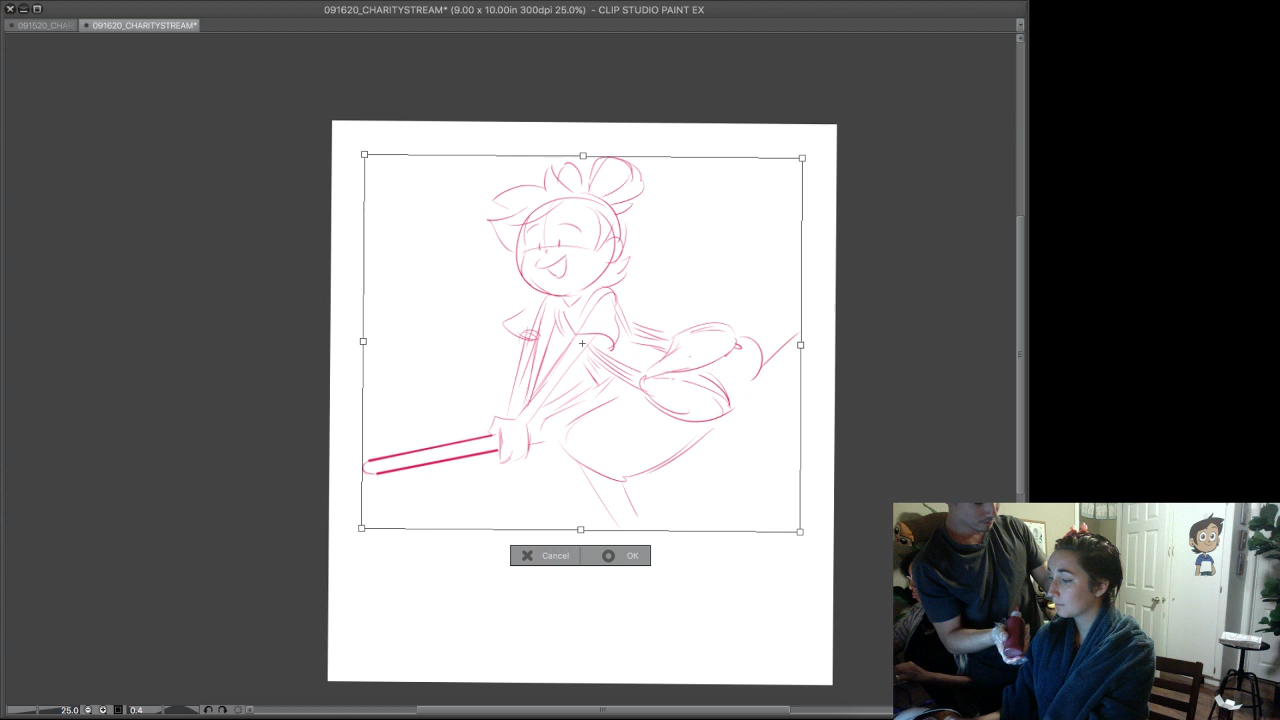 091620_CHARITYSTREAM* (9.00 x 10.00in 300dpi 25.0%) - CLIP STUDIO PAINT EX
091520_CHAR 091620_CHARITYSTREAM*
Cancel OK
25.0 0.4